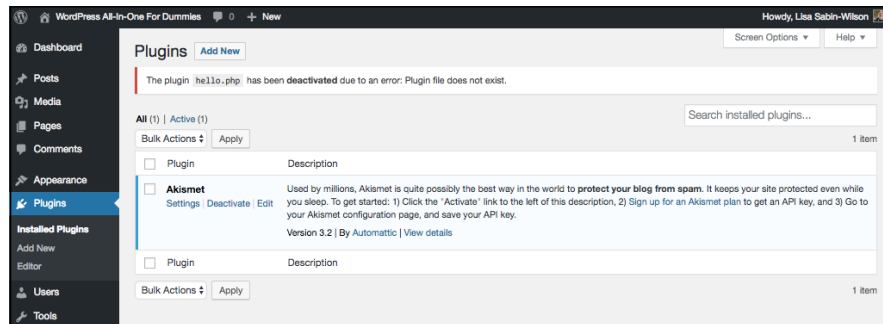 WordPress All-In-One For Dummies 0 + New Howdy, Lisa Sabin-Wilson
Screen Options ▼ Help ▼
Dashboard
Posts
Media
Pages
Comments
Appearance
Plugins
Installed Plugins
Add New
Editor
Users
Tools
Plugins Add New
The plugin hello.php has been deactivated due to an error: Plugin file does not exist.
All (1) | Active (1)
Search installed plugins...
Bulk Actions Apply 1 item
Plugin Description
Akismet
Settings | Deactivate | Edit
Used by millions, Akismet is quite possibly the best way in the world to protect your blog from spam. It keeps your site protected even while
you sleep. To get started: 1) Click the "Activate" link to the left of this description, 2) Sign up for an Akismet plan to get an API key, and 3) Go to
your Akismet configuration page, and save your API key.
Version 3.2 | By Automattic | View details
Plugin Description
Bulk Actions Apply 1 item